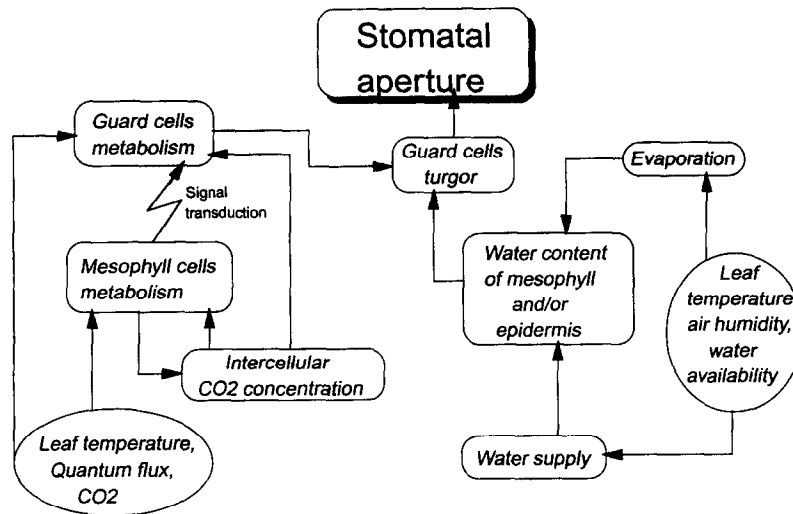 Stomatal
aperture
Guard cells
metabolism
Guard cells
turgor
Evaporation
Signal
transduction
Mesophyll cells
metabolism
Water content
of mesophyll
and/or
epidermis
Leaf
temperature,
air humidity,
water
availability
Intercellular
CO2 concentration
Leaf temperature,
Quantum flux,
CO2
Water supply